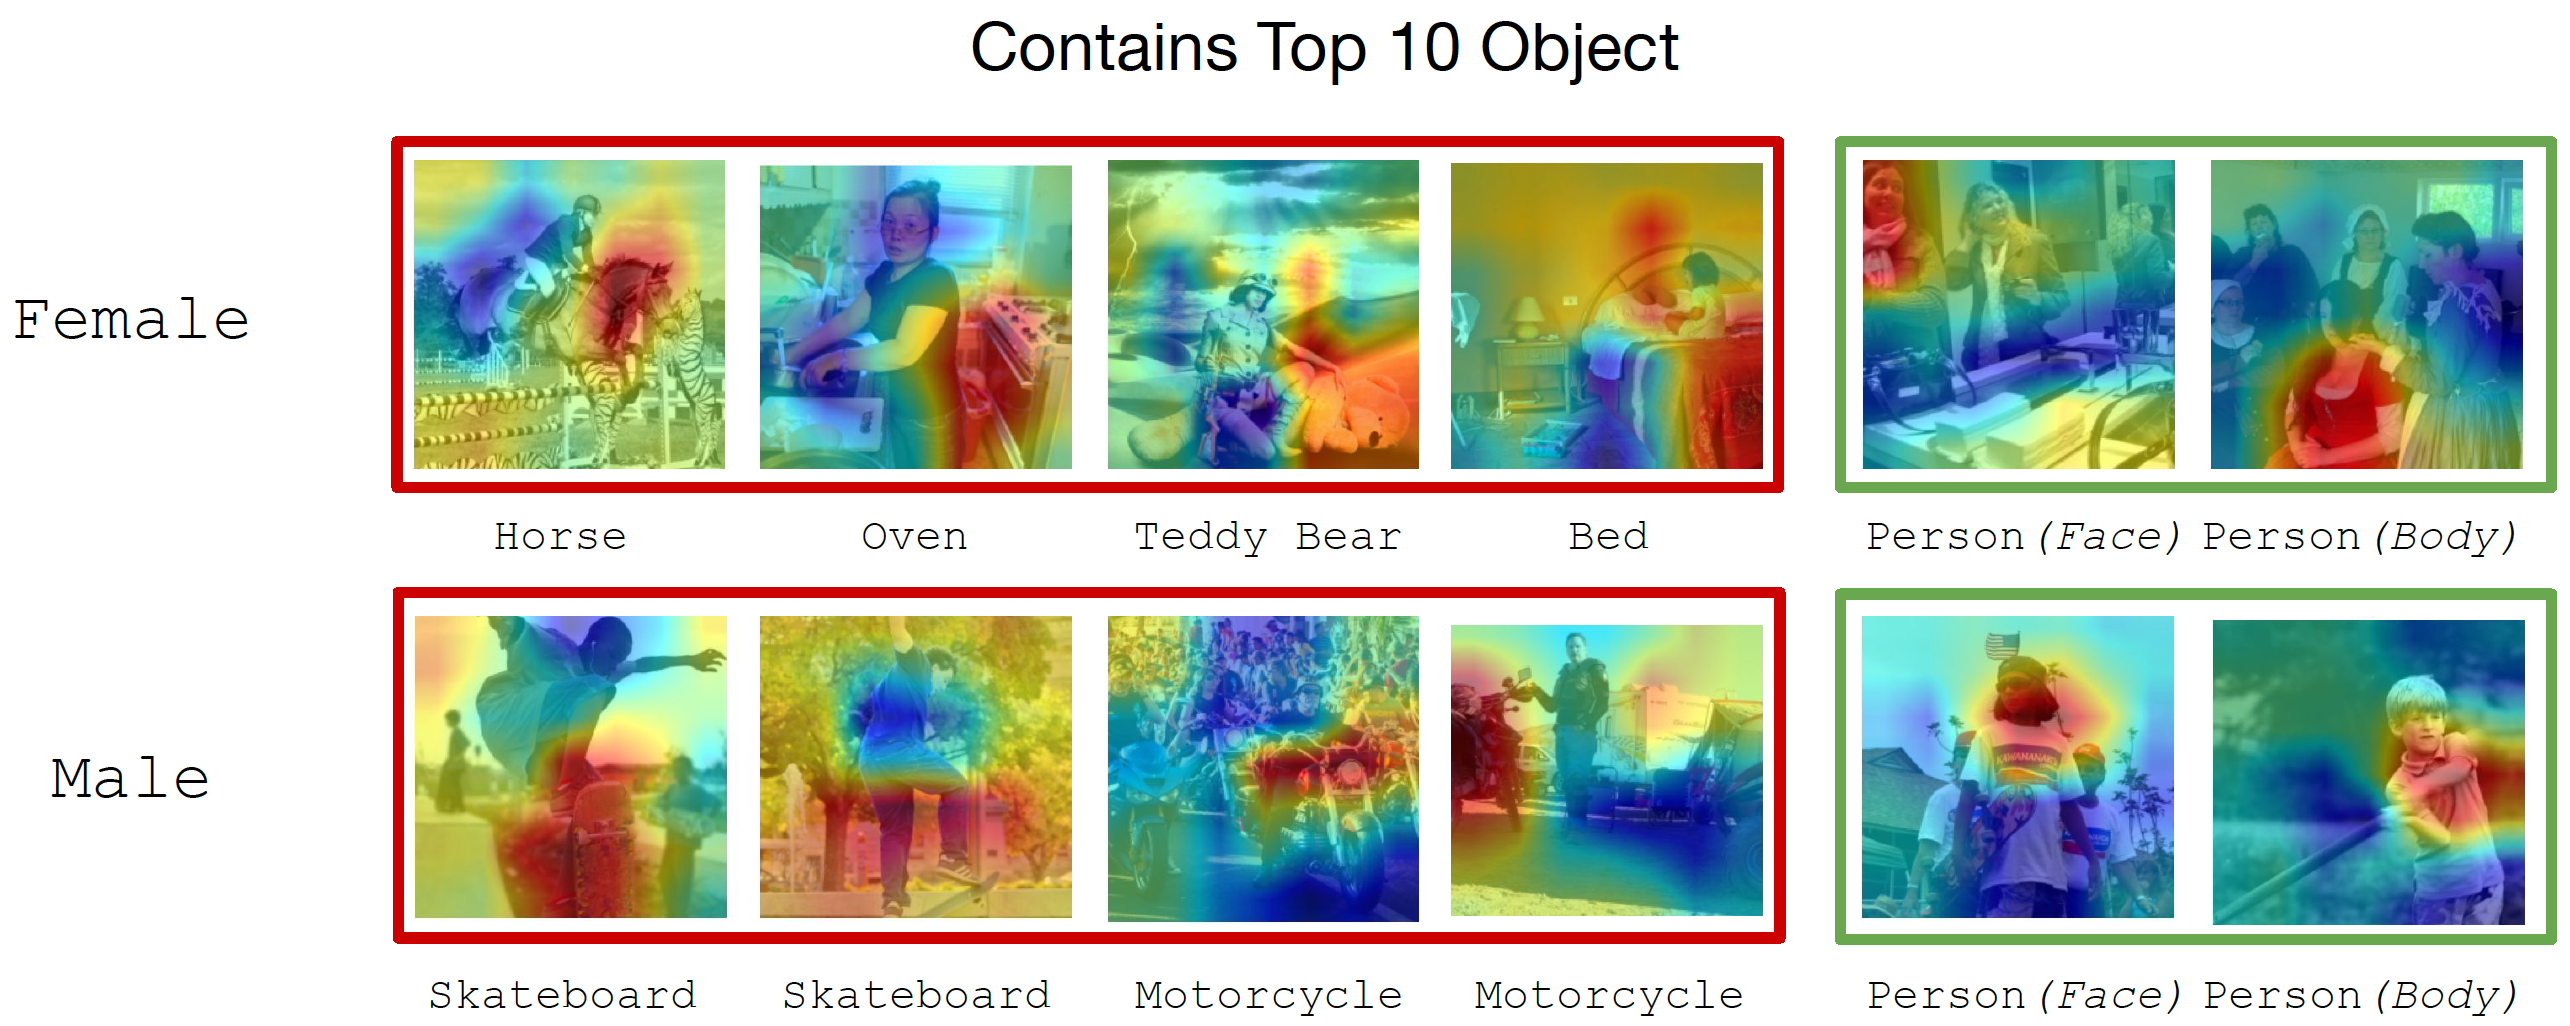 Contains Top 10 Object
Female
Horse Oven Teddy Bear Bed Person (Face) Person (Body)
Male
Skateboard Skateboard Motorcycle Motorcycle Person (Face) Person (Body)